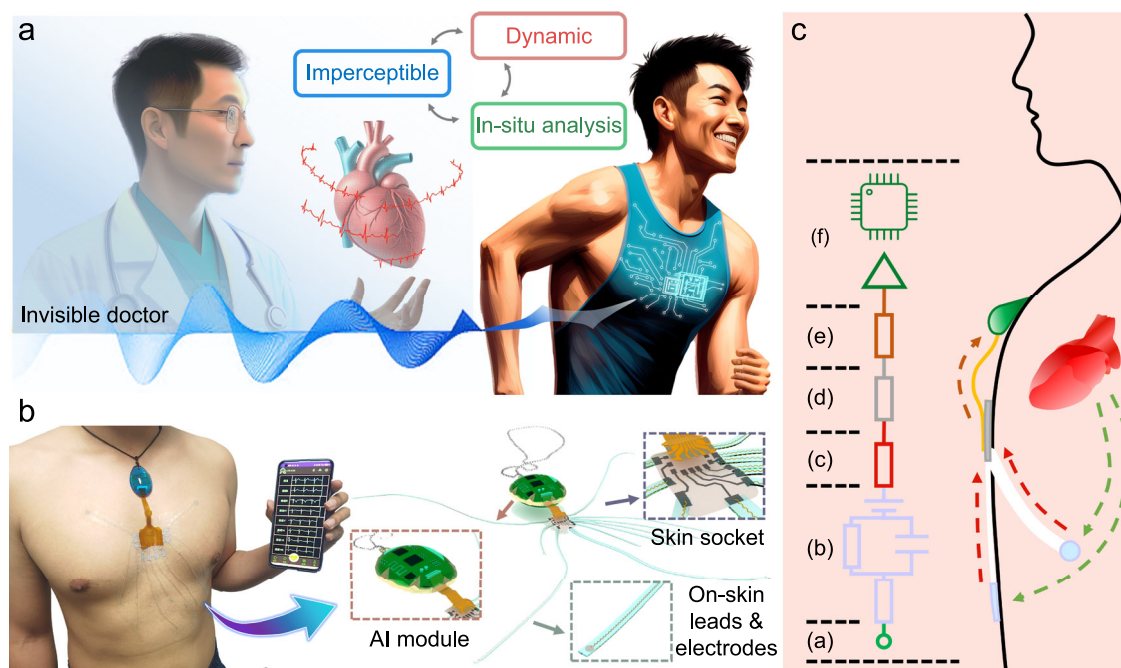 a
Dynamic
Imperceptible
In-situ analysis
Invisible doctor
b
Skin socket
AI module
On-skin
leads &
electrodes
c
(f)
(e)
(d)
(c)
(b)
(a)